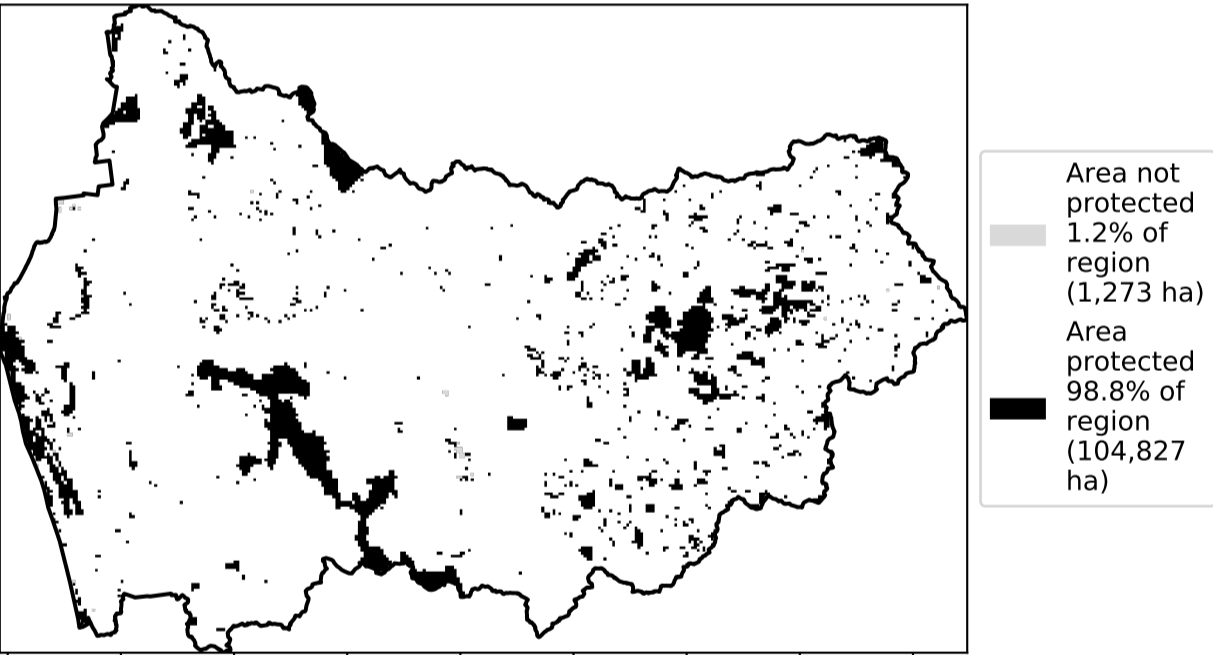 Area not
protected
1.2% of
region
(1,273 ha)
Area
protected
98.8% of
region
(104,827
ha)